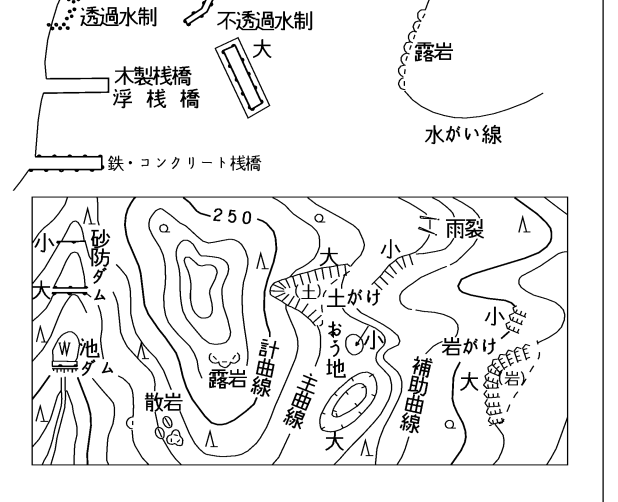 透過水制
不透過水制
大
木製桟橋
浮桟橋
露岩
水がい線
鉄・コンクリート桟橋
250
小
砂防ダム
大
雨裂
小
大
(土)
土がけ
小
池
W
ダム
おう地
小
岩がけ
大
(岩)
露岩
計曲線
主曲線
補助曲線
散岩
大